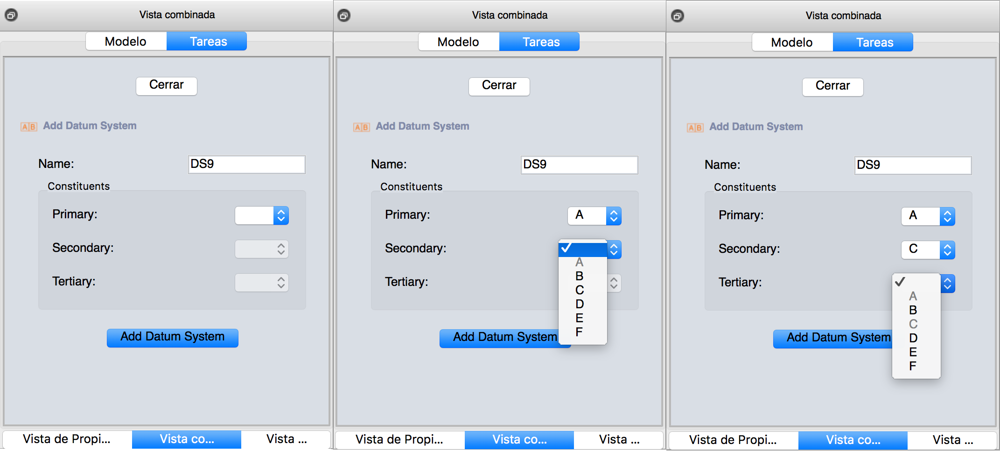 Vista combinada
Modelo Tareas
Cerrar
AB Add Datum System
Name: DS9
Constituents
Primary:
Secondary:
Tertiary:
Add Datum System
Vista de Propi... Vista co... Vista ...
Vista combinada
Modelo Tareas
Cerrar
AB Add Datum System
Name: DS9
Constituents
Primary: A
Secondary:
A
B
C
D
E
F
Tertiary:
Add Datum System
Vista de Propi... Vista co... Vista ...
Vista combinada
Modelo Tareas
Cerrar
AB Add Datum System
Name: DS9
Constituents
Primary: A
Secondary: C
Tertiary:
A
B
C
D
E
F
Add Datum System
Vista de Propi... Vista co... Vista ...